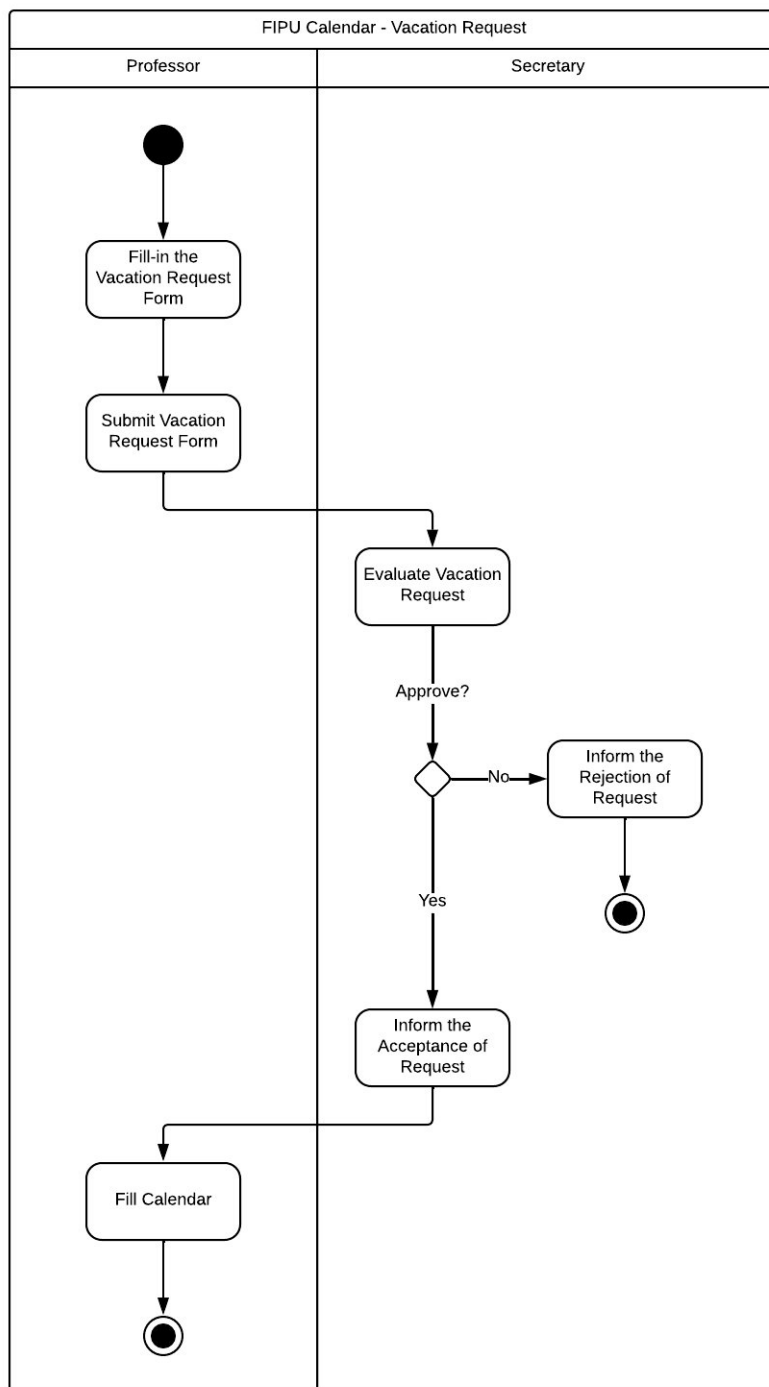 FIPU Calendar - Vacation Request
Professor
Secretary
Fill-in the
Vacation Request
Form
Submit Vacation
Request Form
Evaluate Vacation
Request
Approve?
No
Inform the
Rejection of
Request
Yes
Inform the
Acceptance of
Request
Fill Calendar